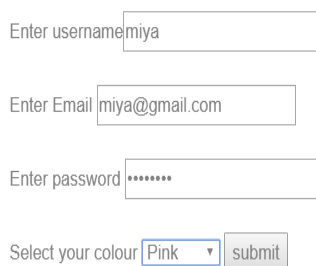 Enter username miya
Enter Email miya@gmail.com
Enter password ••••••••
Select your colour Pink submit